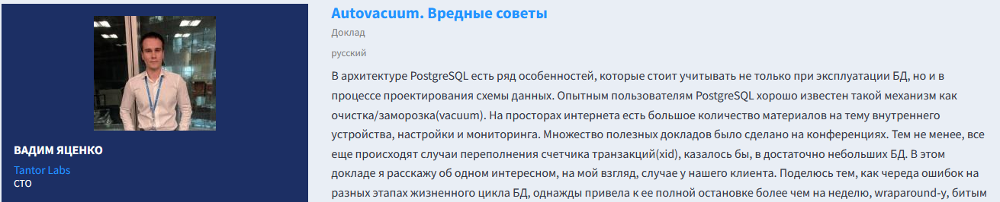 Autovacuum. Вредные советы
Доклад
русский
В архитектуре PostgreSQL есть ряд особенностей, которые стоит учитывать не только при эксплуатации БД, но и в
процессе проектирования схемы данных. Опытным пользователям PostgreSQL хорошо известен такой механизм как
очистка/заморозка(vacuum). На просторах интернета есть большое количество материалов на тему внутреннего
устройства, настройки и мониторинга. Множество полезных докладов было сделано на конференциях. Тем не менее, все
еще происходят случаи переполнения счетчика транзакций(xid), казалось бы, в достаточно небольших БД. В этом
докладе я расскажу об одном интересном, на мой взгляд, случае у нашего клиента. Поделюсь тем, как череда ошибок на
разных этапах жизненного цикла БД, однажды привела к ее полной остановке более чем на неделю, wraparound-у, битым
ВАДИМ ЯЦЕНКО
Tantor Labs
СТО